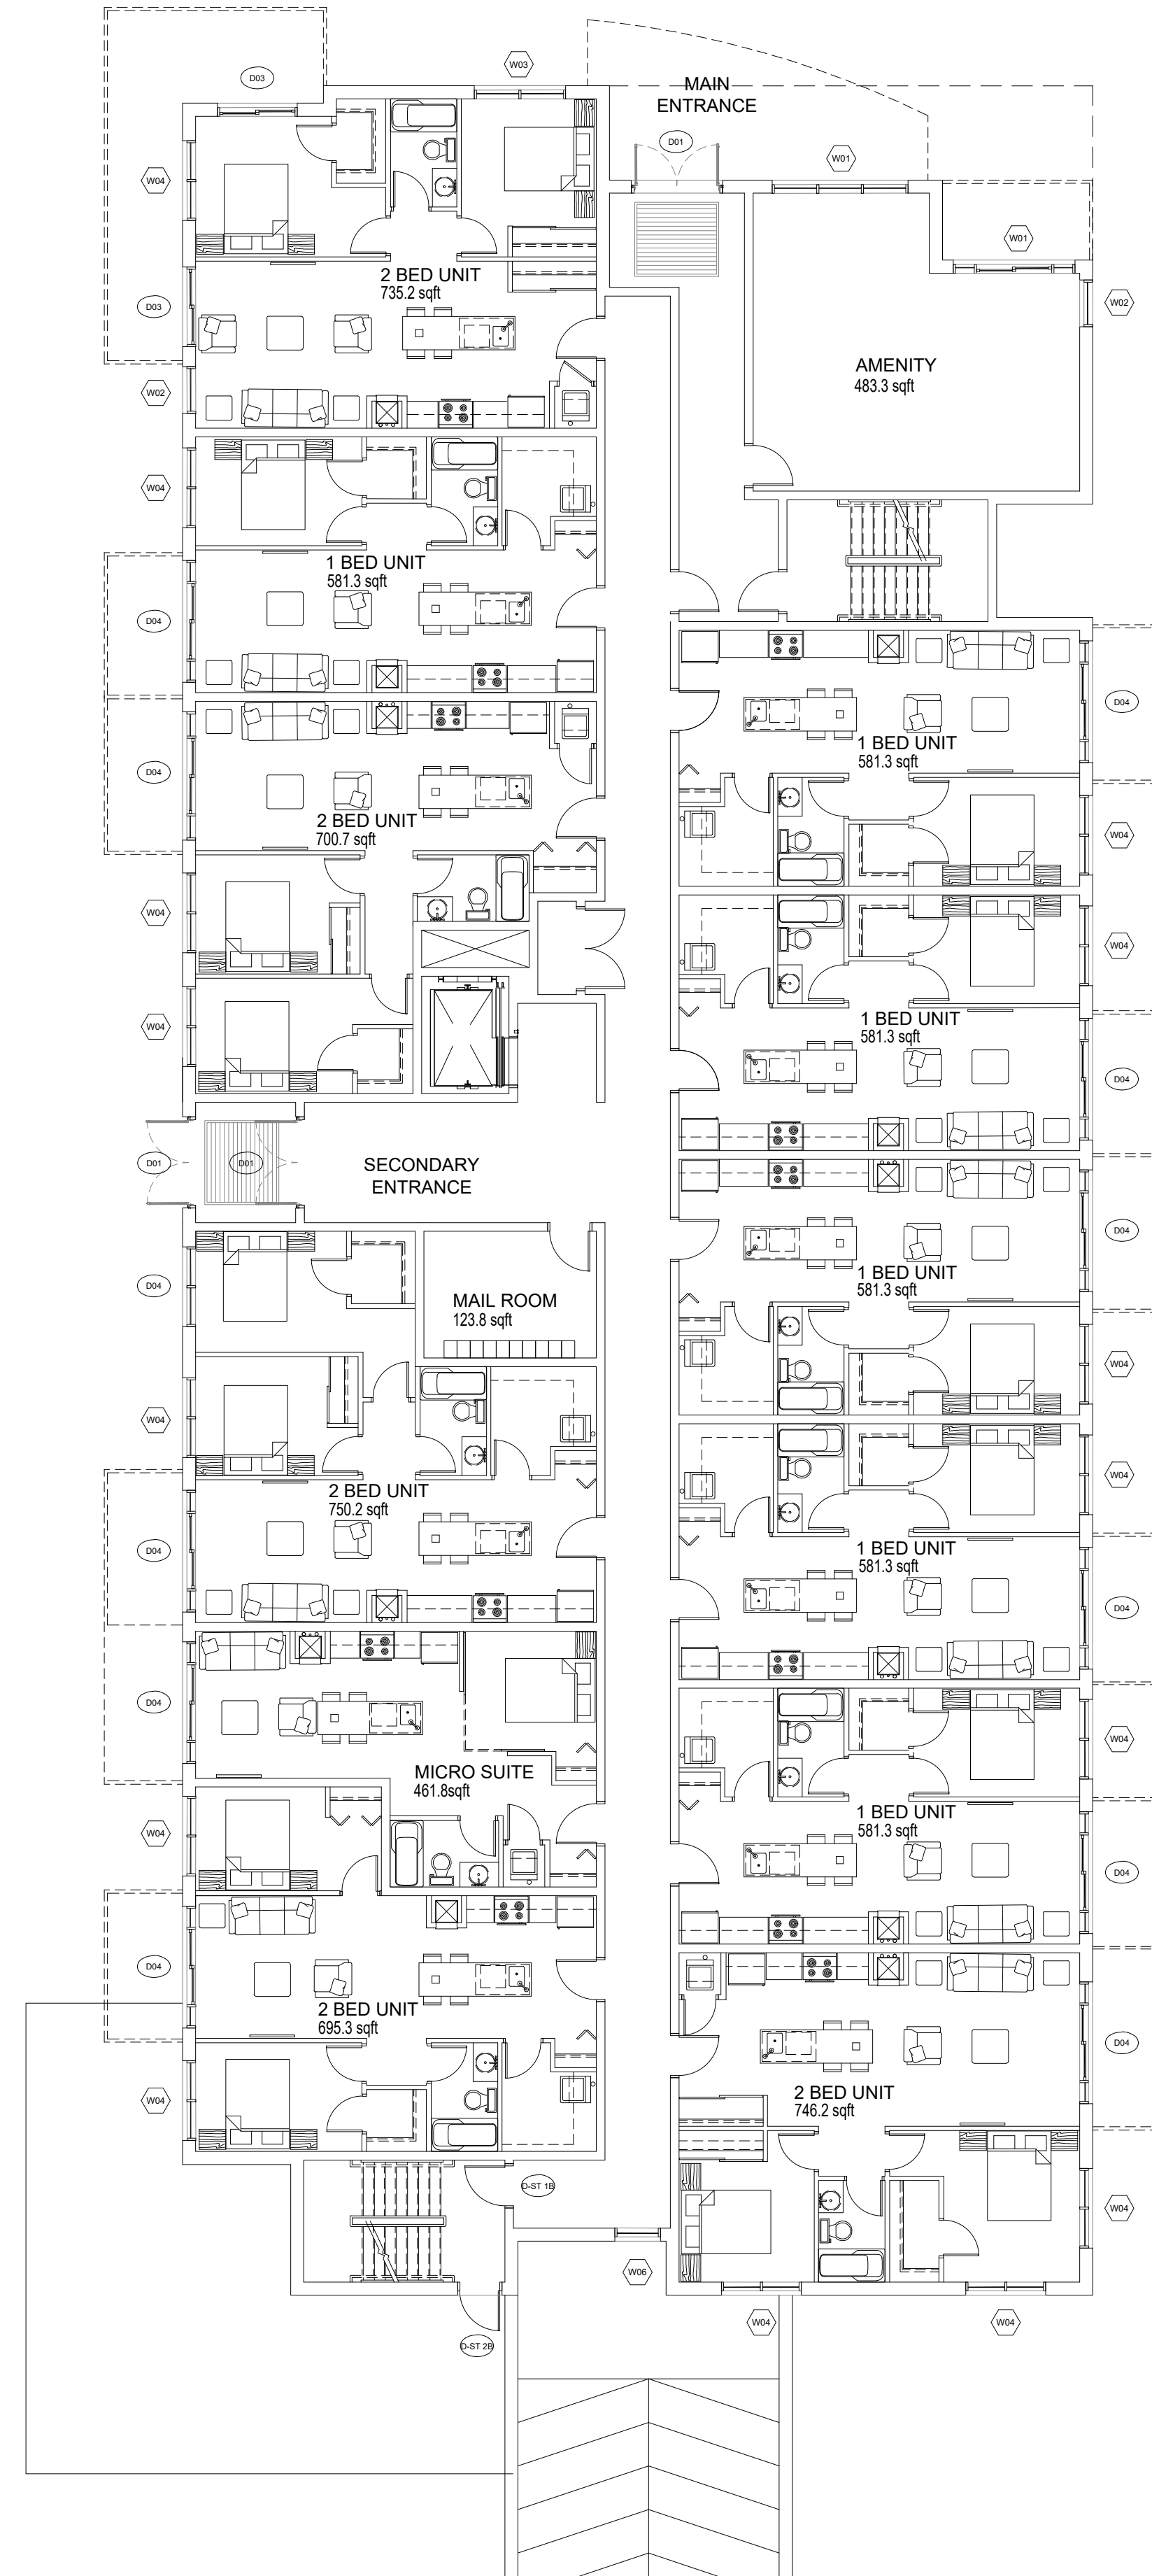 W03
D03
MAIN
ENTRANCE
D01
W01
W04
W01
2 BED UNIT
735.2 sqft
D03
W02
AMENITY
483.3 sqft
W02
W04
1 BED UNIT
581.3 sqft
D04
D04
1 BED UNIT
581.3 sqft
D04
2 BED UNIT
700.7 sqft
W04
W04
W04
1 BED UNIT
581.3 sqft
W04
D04
D01
D01
SECONDARY
ENTRANCE
D04
1 BED UNIT
581.3 sqft
D04
MAIL ROOM
123.8 sqft
W04
W04
W04
2 BED UNIT
750.2 sqft
D04
1 BED UNIT
581.3 sqft
D04
D04
MICRO SUITE
461.8sqft
W04
W04
1 BED UNIT
581.3 sqft
D04
D04
2 BED UNIT
695.3 sqft
D04
W04
2 BED UNIT
746.2 sqft
D-ST 1B
W04
W06
W04
W04
D-ST 2B